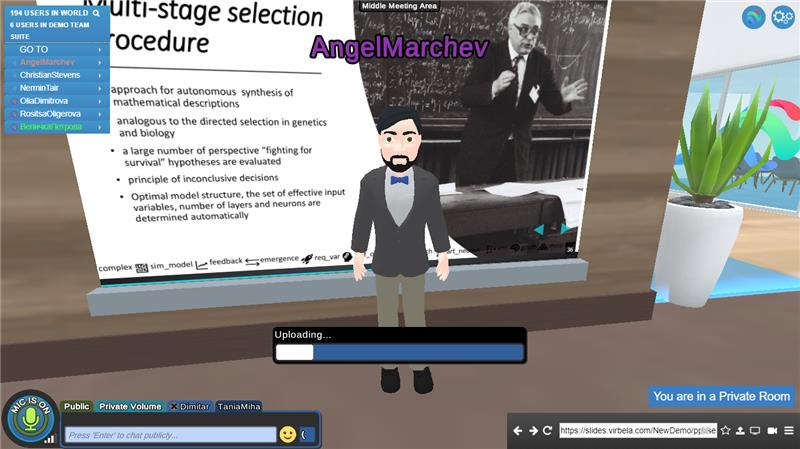 194 USERS IN WORLD
6 USERS IN DEMO TEAM SUITE
GO TO
AngelMarchev
ChristianStevens
NerminTair
OliaDimitrova
RositsaOligerova
ВеличкаПетрова
Middle Meeting Area
AngelMarchev
Multi-stage selection
procedure
approach for autonomous synthesis of
mathematical descriptions
analogous to the directed selection in genetics
and biology
• a large number of perspective "fighting for
survival" hypotheses are evaluated
• principle of inconclusive decisions
• Optimal model structure, the set of effective input
variables, number of layers and neurons are
determined automatically
complex sim_model feedback emergence req_var
36
Uploading...
You are in a Private Room
MIC IS ON
Public Private Volume X Dimitar TaniaMiha
Press 'Enter' to chat publicly...
https://slides.virbela.com/NewDemo/pp